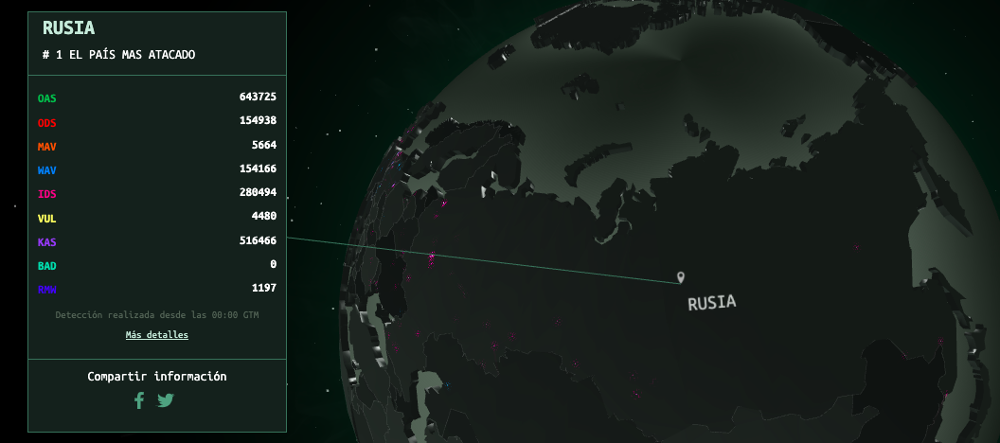 RUSIA
# 1 EL PAÍS MAS ATACADO
OAS 643725
ODS 154938
MAV 5664
WAV 154166
IDS 280494
VUL 4480
KAS 516466
BAD 0
RMW 1197
Detección realizada desde las 00:00 GTM
Más detalles
Compartir información
RUSIA